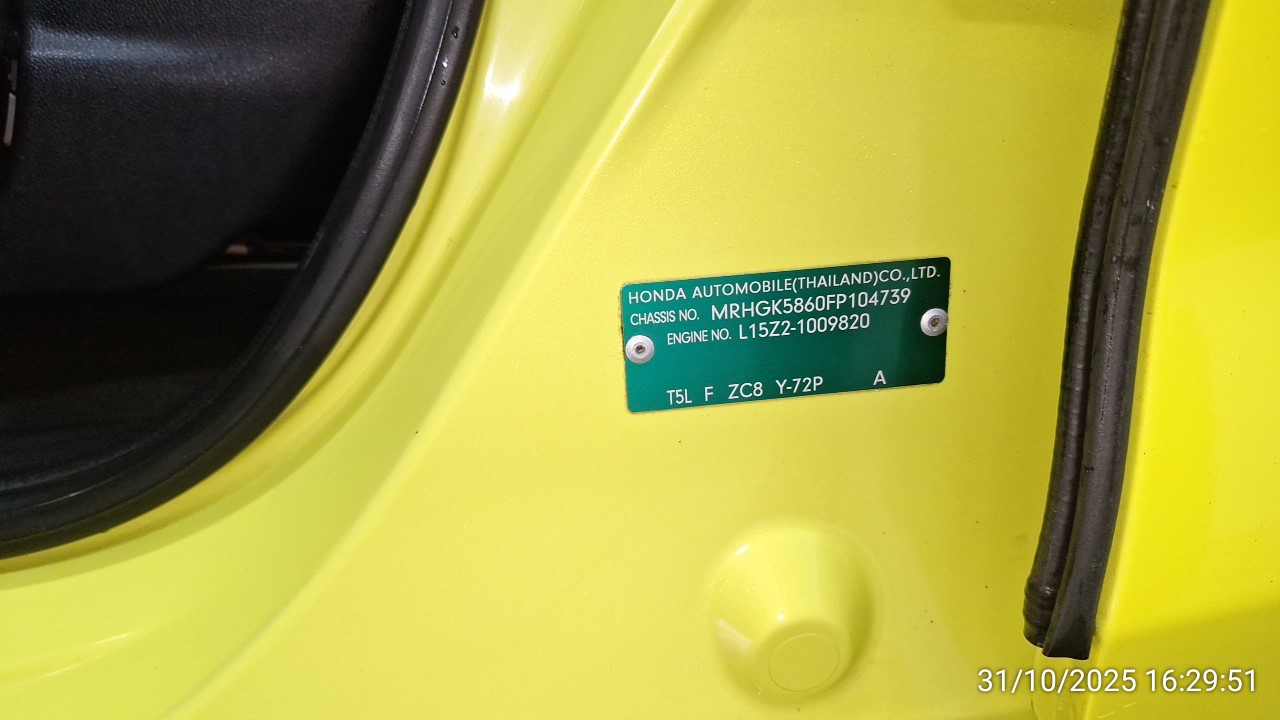 HONDA AUTOMOBILE(THAILAND)CO.,LTD.
CHASSIS NO. MRHGK5860FP104739
ENGINE NO. L15Z2-1009820
T5L F ZC8 Y-72P A
31/10/2025 16:29:51